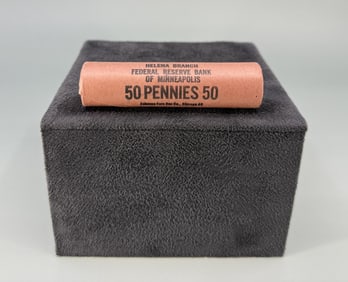 HELENA BRANCH
FEDERAL RESERVE BANK
OF MINNEAPOLIS
50 PENNIES 50